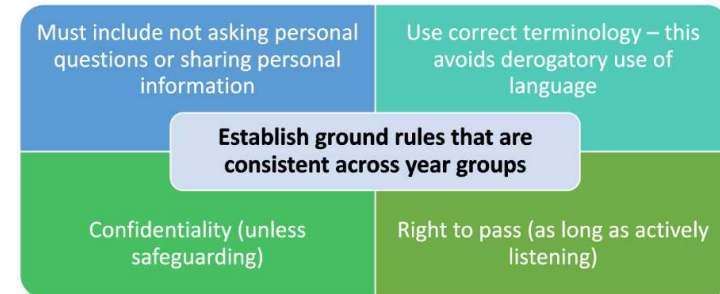 Must include not asking personal
questions or sharing personal
information
Use correct terminology – this
avoids derogatory use of
language
Establish ground rules that are
consistent across year groups
Confidentiality (unless
safeguarding)
Right to pass (as long as actively
listening)